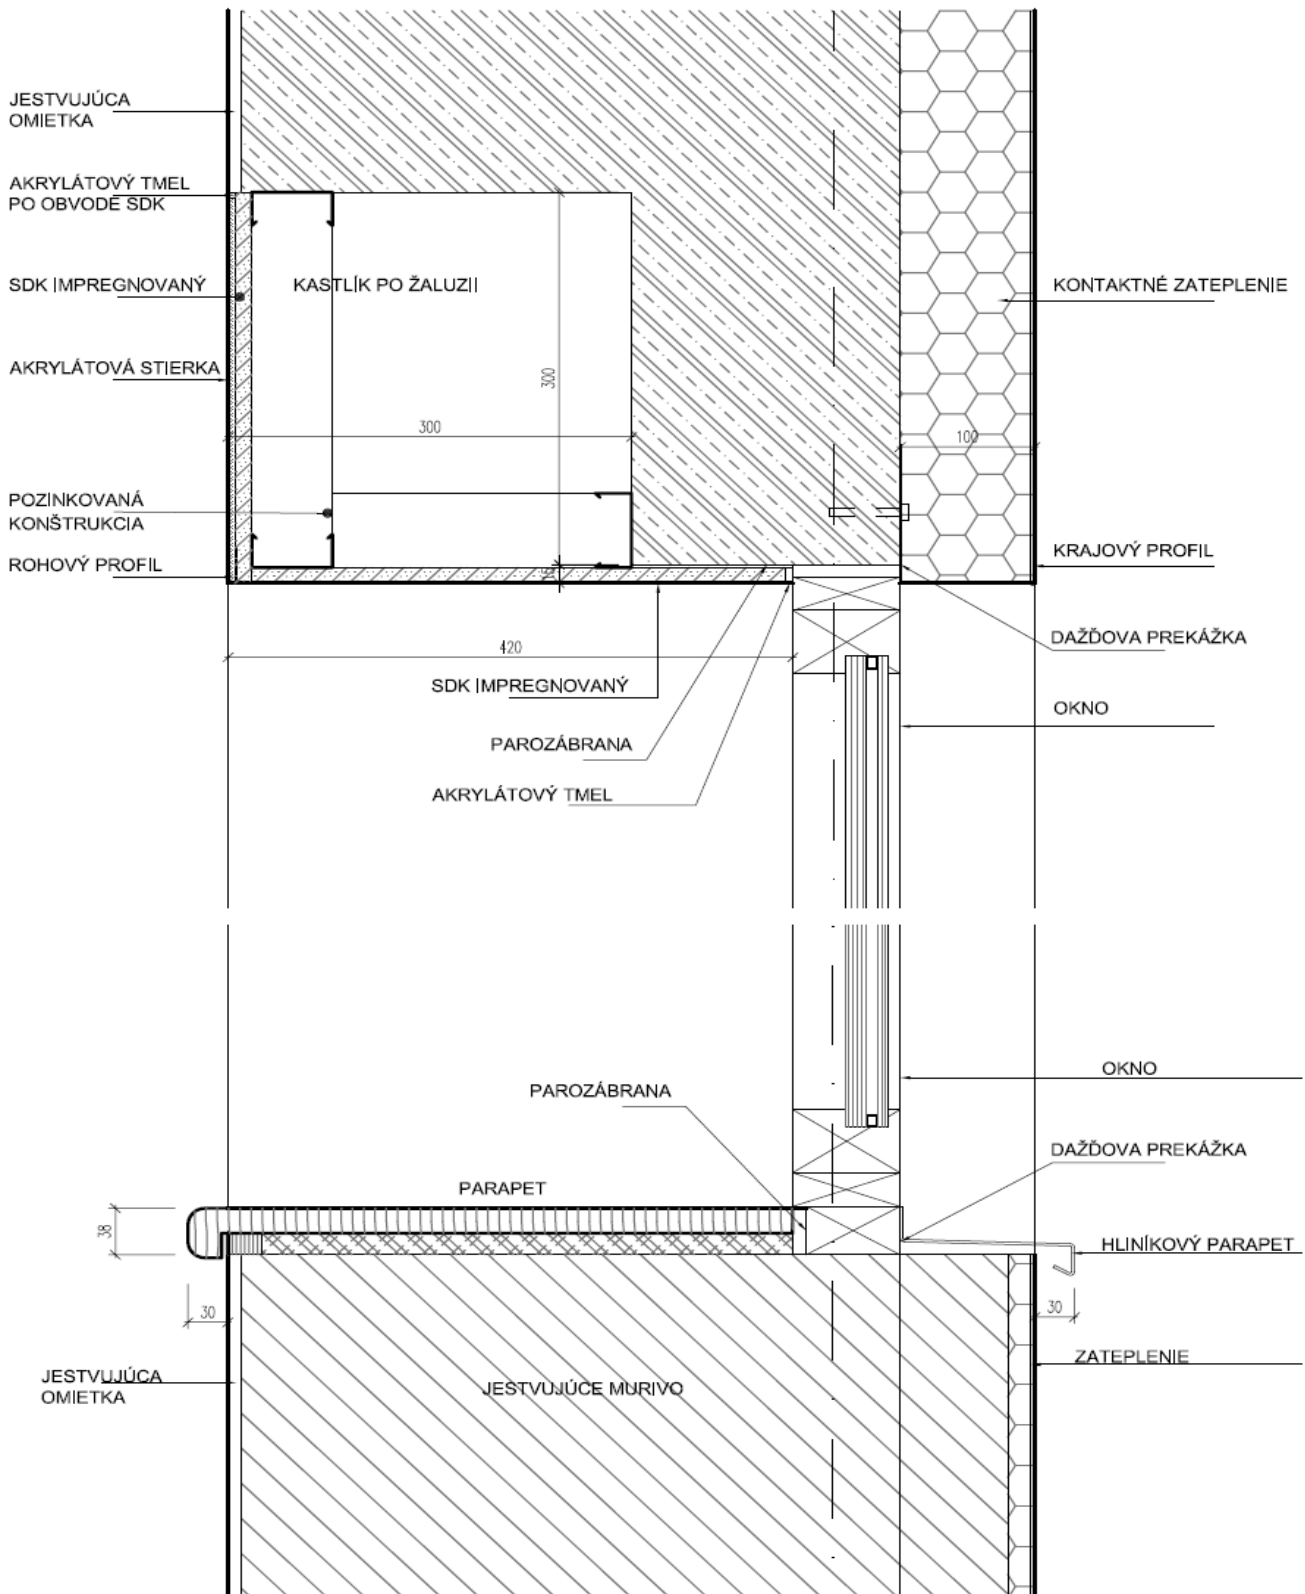 JESTVUJÚCA
OMIETKA
AKRYLÁTOVÝ TMEL
PO OBVODE SDK
SDK IMPREGNOVANÝ
KASTLÍK PO ŽALUZII
KONTAKTNÉ ZATEPLENIE
AKRYLÁTOVÁ STIERKA
300
300
100
POZINKOVANÁ
KONŠTRUKCIA
ROHOVÝ PROFIL
KRAJOVÝ PROFIL
15
420
DAŽĎOVA PREKÁŽKA
SDK IMPREGNOVANÝ
OKNO
PAROZÁBRANA
AKRYLÁTOVÝ TMEL
OKNO
PAROZÁBRANA
DAŽĎOVA PREKÁŽKA
PARAPET
38
HLINÍKOVÝ PARAPET
30
30
ZATEPLENIE
JESTVUJÚCA
OMIETKA
JESTVUJÚCE MURIVO